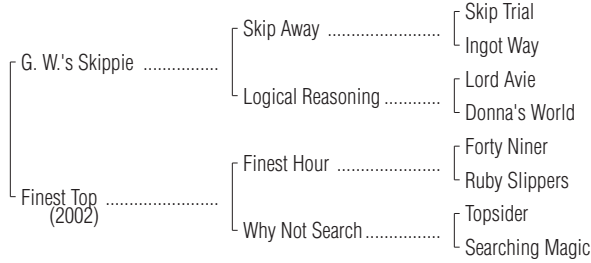 Skip Trial
Skip Away ......................
Ingot Way
G. W.'s Skippie ...............
Lord Avie
Logical Reasoning ...........
Donna's World
Forty Niner
Finest Hour ....................
Ruby Slippers
Finest Top ......................
(2002)
Topsider
Why Not Search...............
Searching Magic